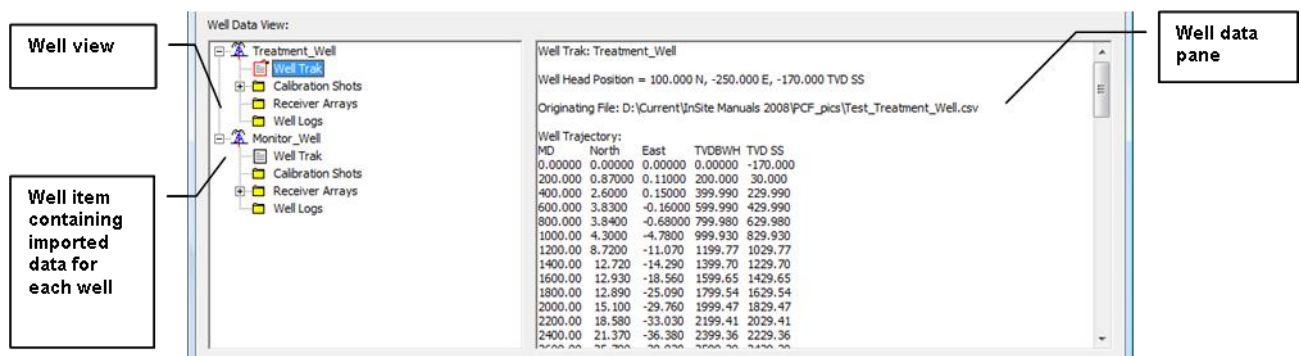 Well Data View:
Well view
Treatment_Well
Well Trak
Calibration Shots
Receiver Arrays
Well Logs
Monitor_Well
Well Trak
Calibration Shots
Receiver Arrays
Well Logs
Well item
containing
imported
data for
each well
Well Trak: Treatment_Well
Well Head Position = 100.000 N, -250.000 E, -170.000 TVD SS
Originating File: D:\Current\InSite Manuals 2008\PCF_pics\Test_Treatment_Well.csv
Well Trajectory:
MD North East TVDBWH TVD SS
0.00000 0.00000 0.00000 0.00000 -170.000
200.000 0.87000 0.11000 200.000 30.000
400.000 2.6000 0.15000 399.990 229.990
600.000 3.8300 -0.16000 599.990 429.990
800.000 3.8400 -0.68000 799.980 629.980
1000.00 4.3000 -4.7800 999.930 829.930
1200.00 8.7200 -11.070 1199.77 1029.77
1400.00 12.720 -14.290 1399.70 1229.70
1600.00 12.930 -18.560 1599.65 1429.65
1800.00 12.890 -25.090 1799.54 1629.54
2000.00 15.100 -29.760 1999.47 1829.47
2200.00 18.580 -33.030 2199.41 2029.41
2400.00 21.370 -36.380 2399.36 2229.36
Well data
pane